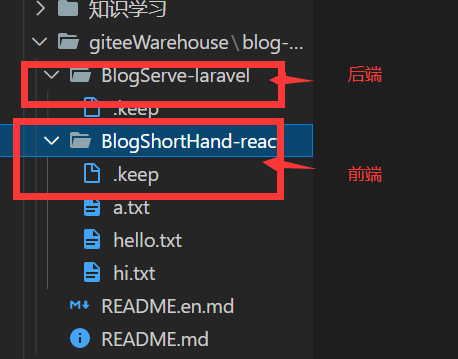 知识学习
giteeWarehouse\blog-...
BlogServe-laravel
后端
.keep
BlogShortHand-reac
.keep
前端
a.txt
hello.txt
hi.txt
README.en.md
README.md